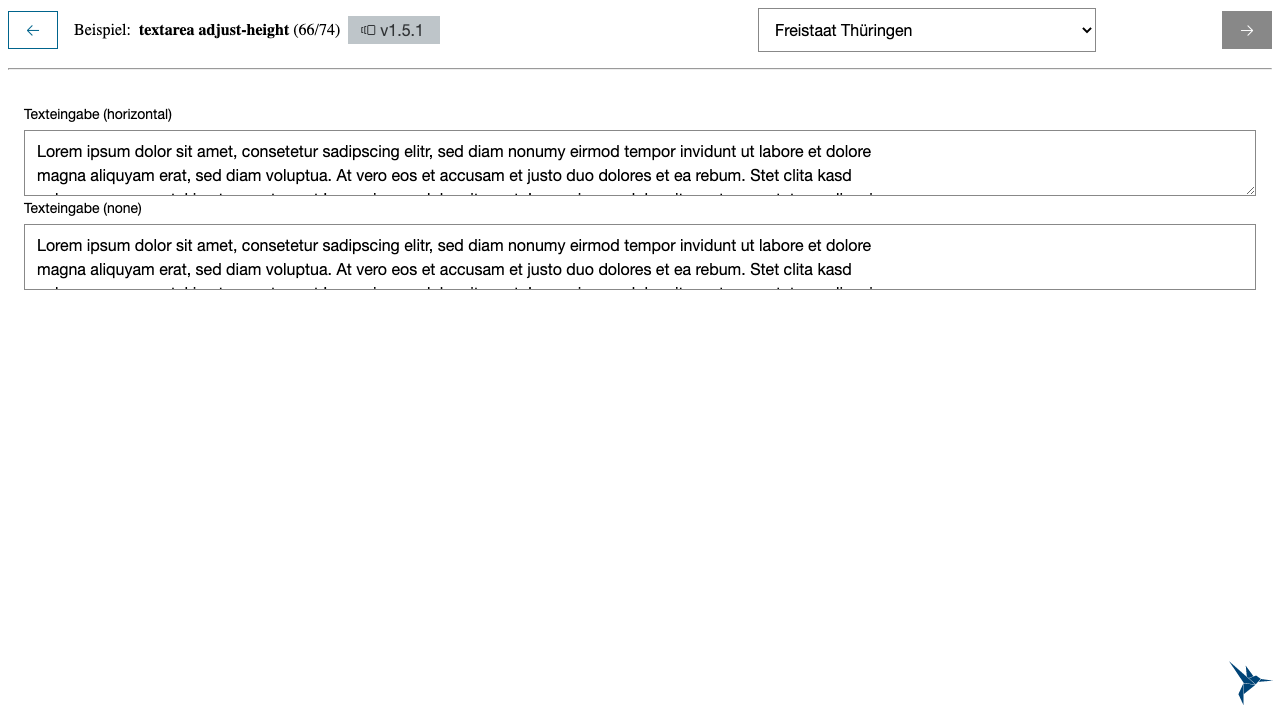 Beispiel: textarea adjust-height (66/74) v1.5.1 Freistaat Thüringen
Texteingabe (horizontal)
Lorem ipsum dolor sit amet, consetetur sadipscing elitr, sed diam nonumy eirmod tempor invidunt ut labore et dolore
magna aliquyam erat, sed diam voluptua. At vero eos et accusam et justo duo dolores et ea rebum. Stet clita kasd
Texteingabe (none)
Lorem ipsum dolor sit amet, consetetur sadipscing elitr, sed diam nonumy eirmod tempor invidunt ut labore et dolore
magna aliquyam erat, sed diam voluptua. At vero eos et accusam et justo duo dolores et ea rebum. Stet clita kasd